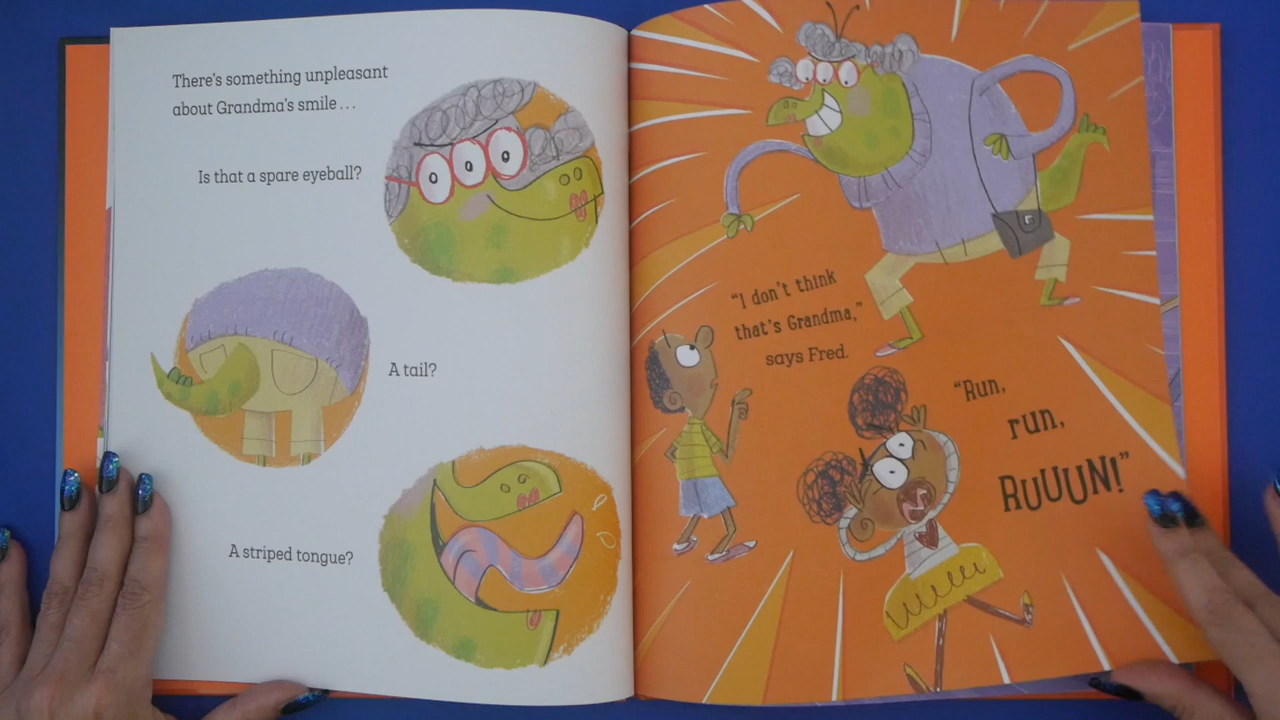 There's something unpleasant
about Grandma's smile...
Is that a spare eyeball?
A tail?
A striped tongue?
"I don't think
that's Grandma,"
says Fred.
"Run,
run,
RUUUN!"